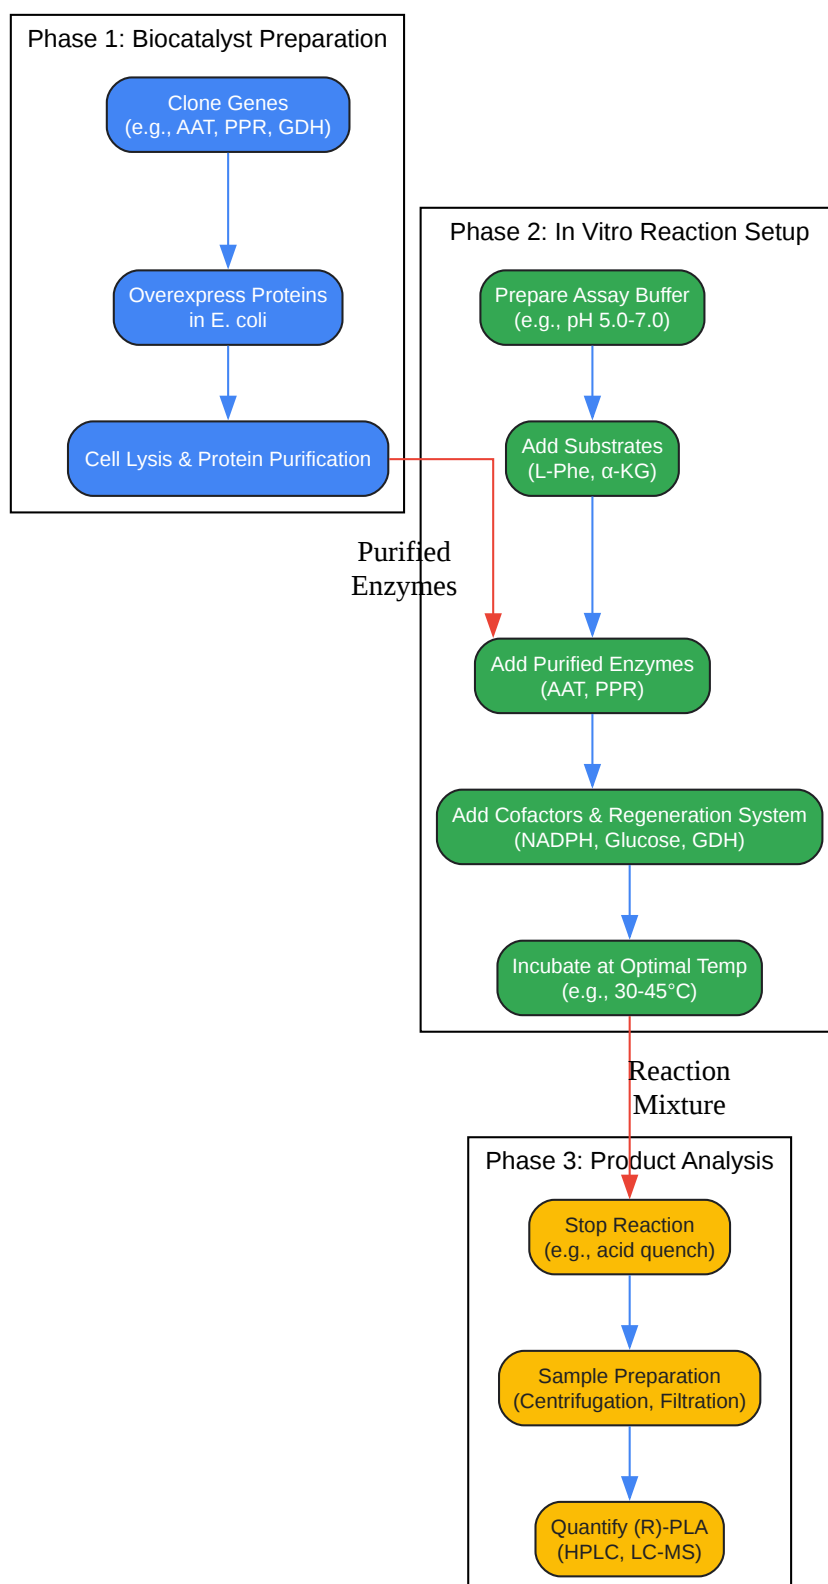 Phase 1: Biocatalyst Preparation
Clone Genes
(e.g., AAT, PPR, GDH)
Overexpress Proteins
in E. coli
Cell Lysis & Protein Purification
Purified
Enzymes
Phase 2: In Vitro Reaction Setup
Prepare Assay Buffer
(e.g., pH 5.0-7.0)
Add Substrates
(L-Phe, α-KG)
Add Purified Enzymes
(AAT, PPR)
Add Cofactors & Regeneration System
(NADPH, Glucose, GDH)
Incubate at Optimal Temp
(e.g., 30-45°C)
Reaction
Mixture
Phase 3: Product Analysis
Stop Reaction
(e.g., acid quench)
Sample Preparation
(Centrifugation, Filtration)
Quantify (R)-PLA
(HPLC, LC-MS)